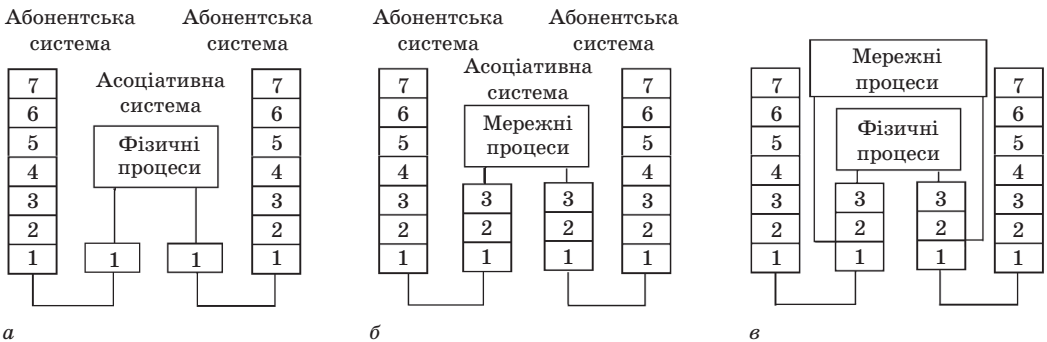 Абонентська
система
Абонентська
система
Асоціативна
система
Фізичні
процеси
7
6
5
4
3
2
1
1
1
7
6
5
4
3
2
1
а
Абонентська
система
Абонентська
система
Асоціативна
система
Мережні
процеси
7
6
5
4
3
2
1
3
2
1
3
2
1
7
6
5
4
3
2
1
б
Мережні
процеси
Фізичні
процеси
7
6
5
4
3
2
1
3
2
1
3
2
1
7
6
5
4
3
2
1
в